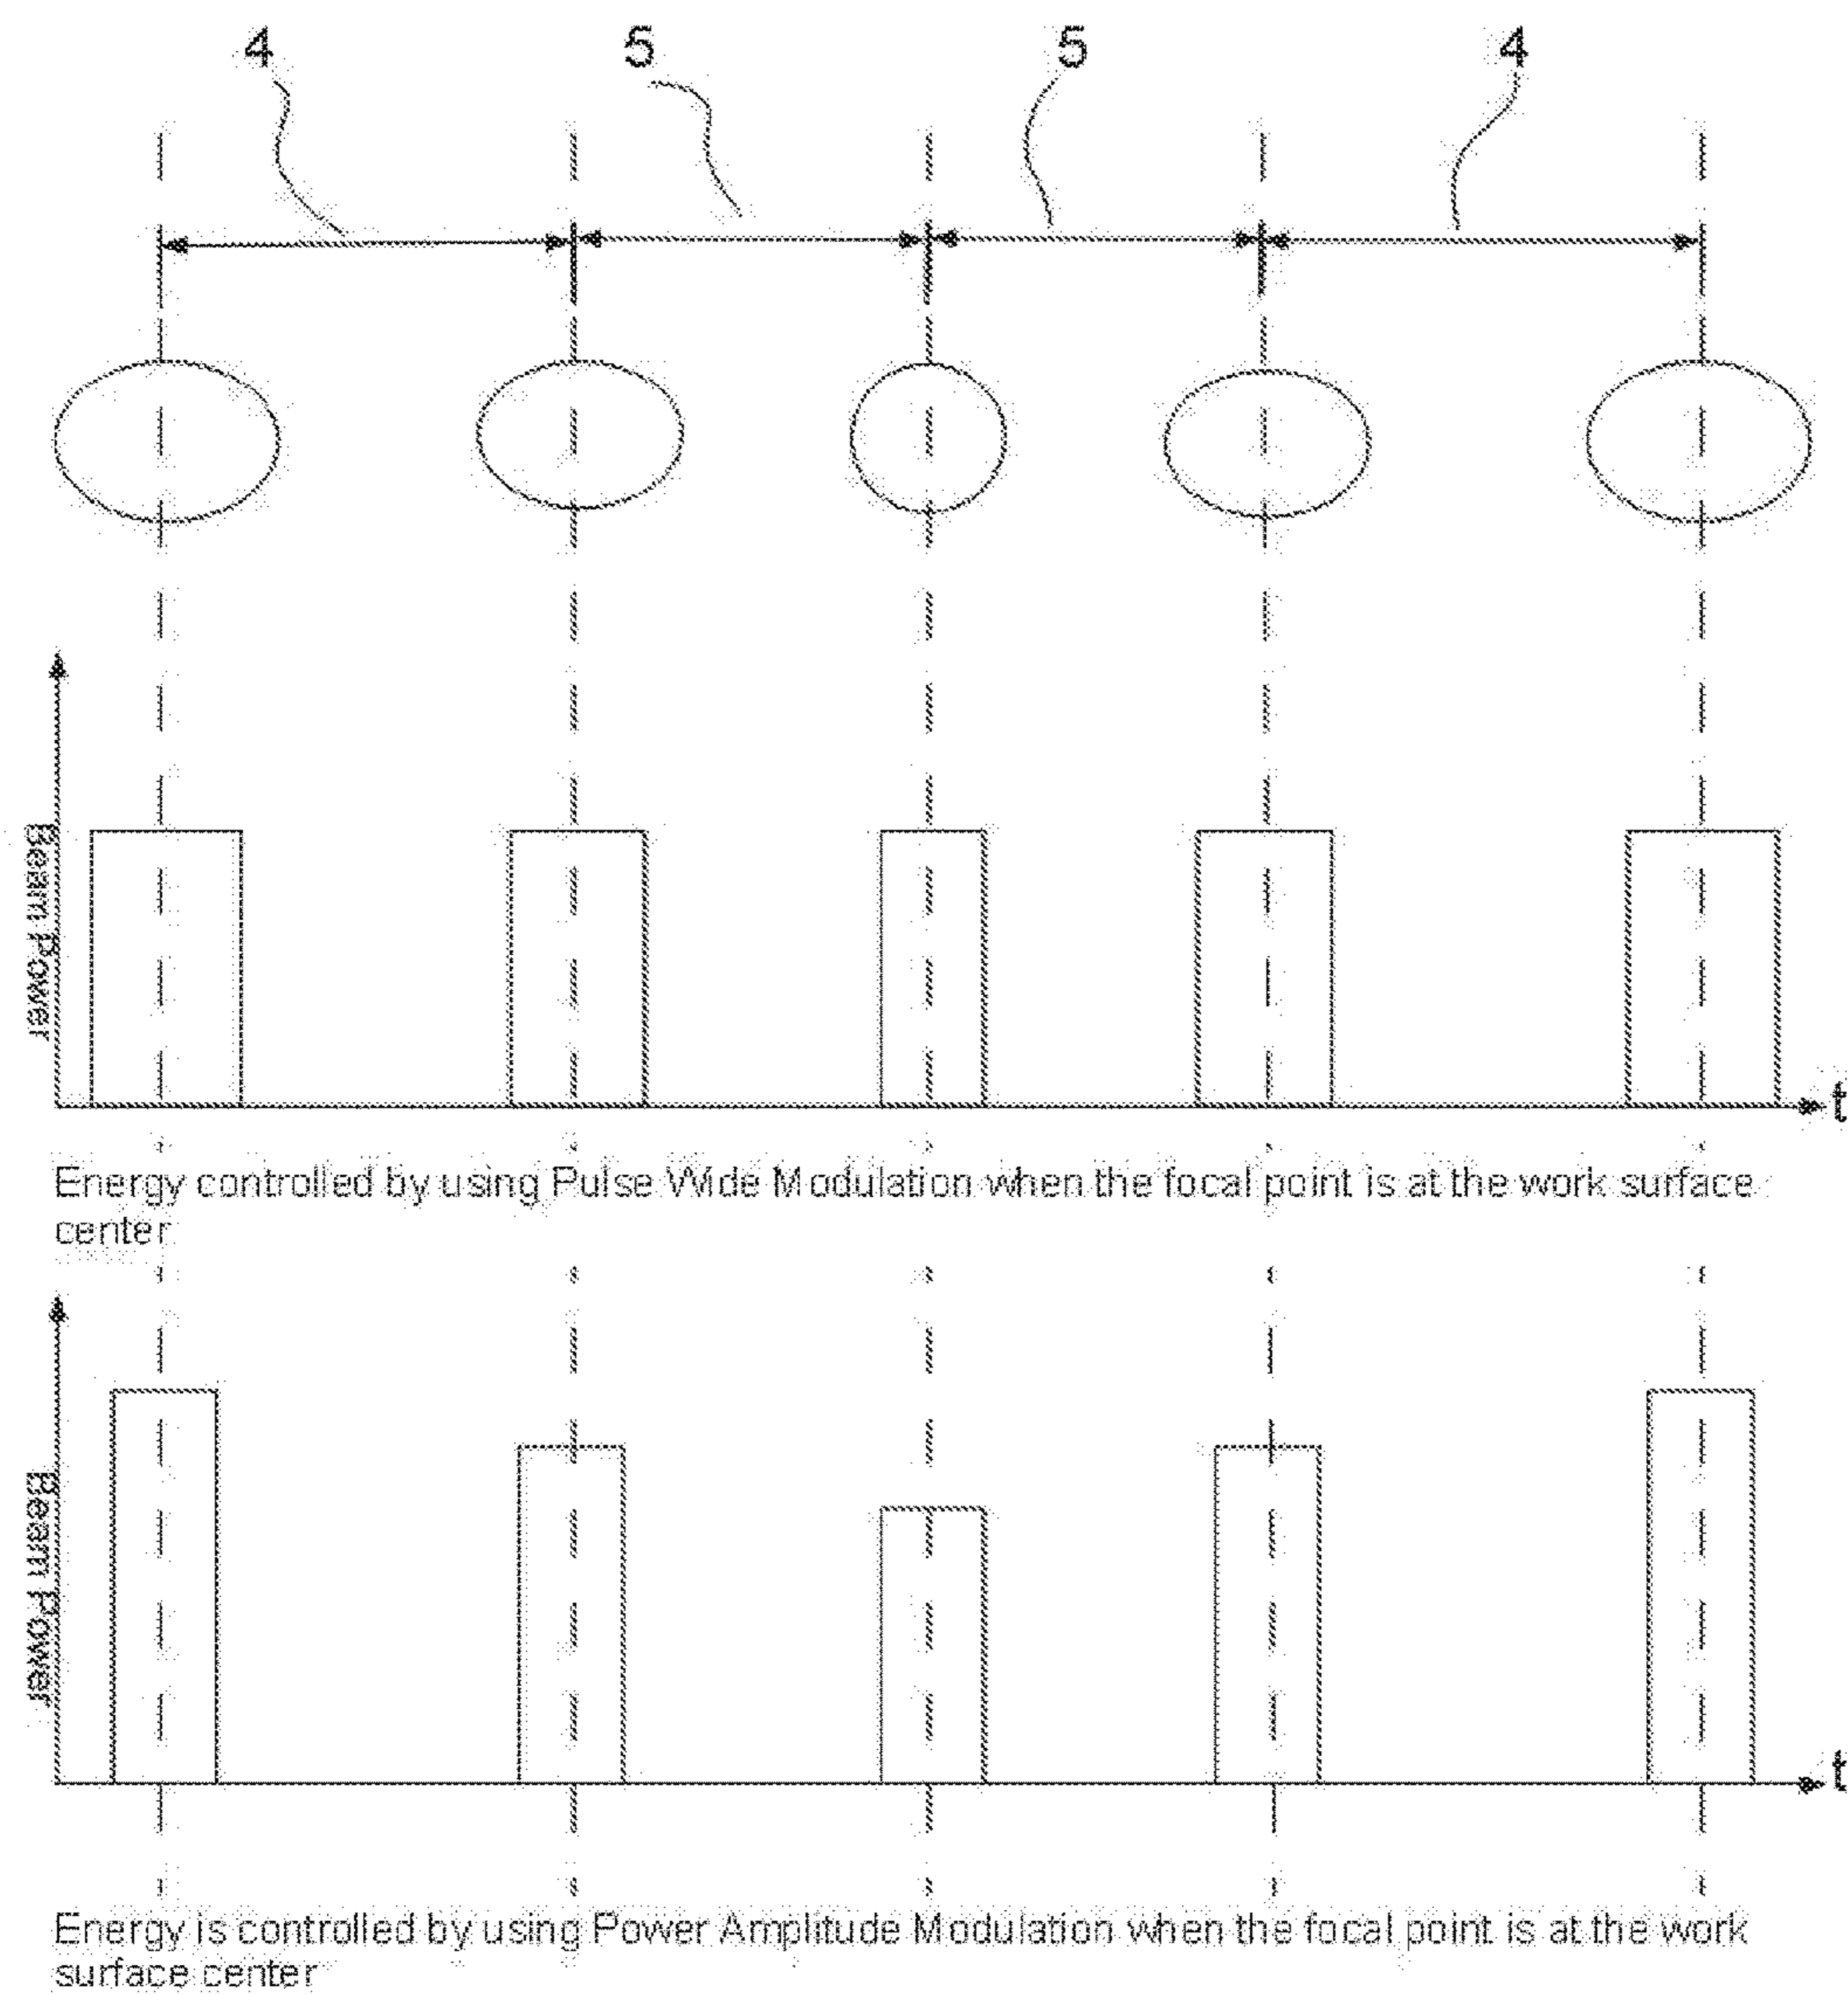 4 5 5 4
Beam Power
t
Energy controlled by using Pulse Wide Modulation when the focal point is at the work surface
center
Beam Power
t
Energy is controlled by using Power Amplitude Modulation when the focal point is at the work
surface center